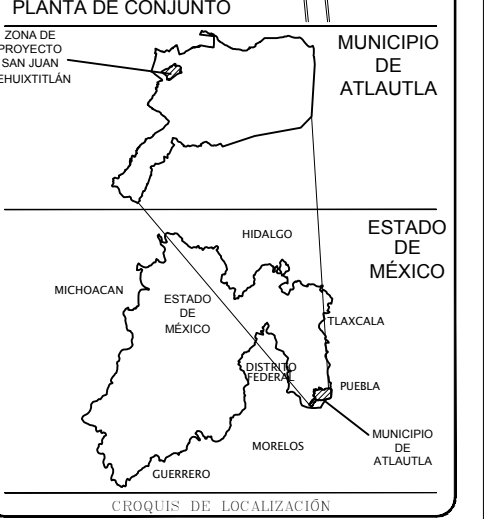 PLANTA DE CONJUNTO
ZONA DE
PROYECTO
SAN JUAN
EHUIXTITLÁN
MUNICIPIO
DE
ATLAUTLA
ESTADO
DE
MÉXICO
HIDALGO
MICHOACAN
ESTADO
DE
MÉXICO
TLAXCALA
DISTRITO
FEDERAL
PUEBLA
MUNICIPIO
DE
ATLAUTLA
MORELOS
GUERRERO
CROQUIS DE LOCALIZACIÓN